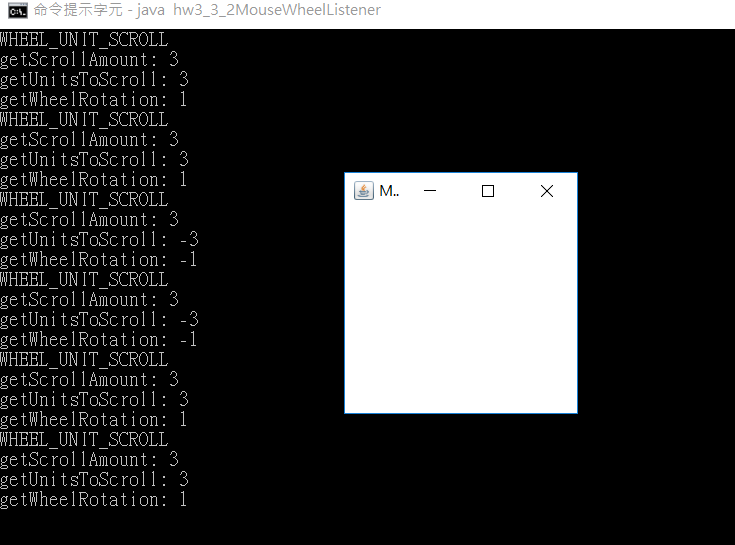 命令提示字元 - java  hw3_3_2MouseWheelListener
WHEEL_UNIT_SCROLL
getScrollAmount: 3
getUnitsToScroll: 3
getWheelRotation: 1
WHEEL_UNIT_SCROLL
getScrollAmount: 3
getUnitsToScroll: 3
getWheelRotation: 1
WHEEL_UNIT_SCROLL
getScrollAmount: 3
getUnitsToScroll: -3
getWheelRotation: -1
WHEEL_UNIT_SCROLL
getScrollAmount: 3
getUnitsToScroll: -3
getWheelRotation: -1
WHEEL_UNIT_SCROLL
getScrollAmount: 3
getUnitsToScroll: 3
getWheelRotation: 1
WHEEL_UNIT_SCROLL
getScrollAmount: 3
getUnitsToScroll: 3
getWheelRotation: 1
M..